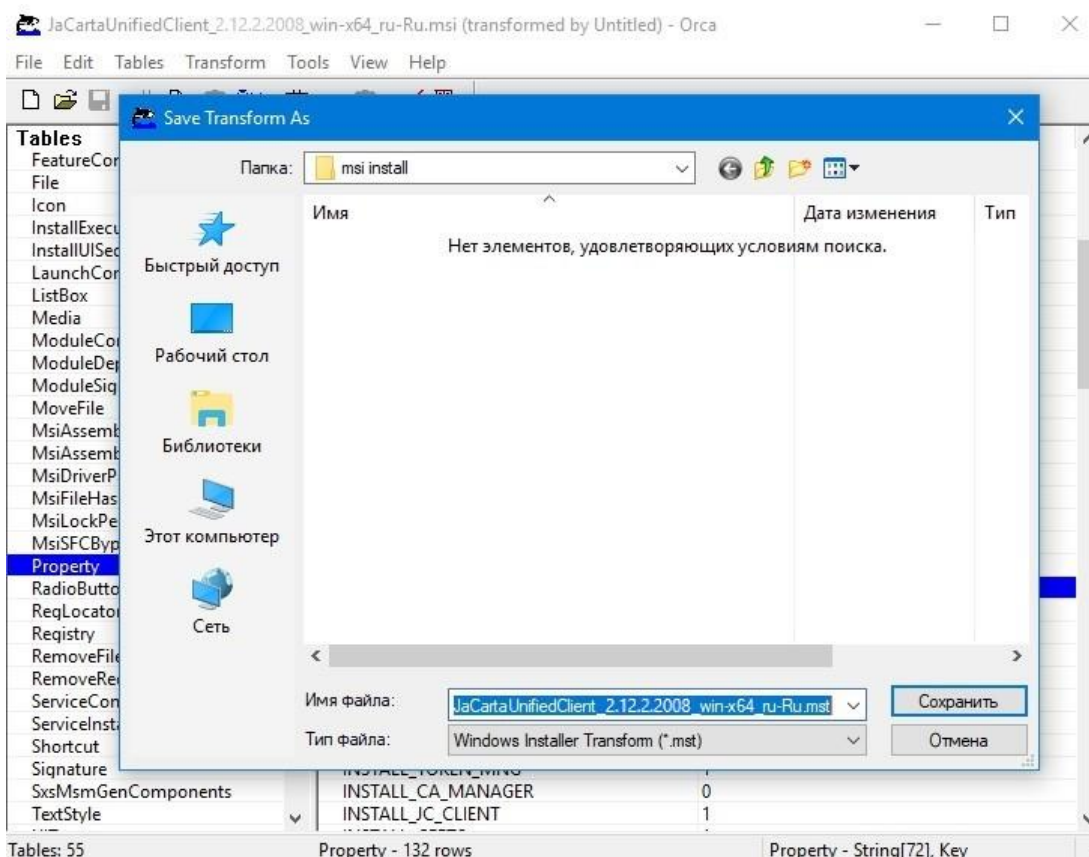 JaCartaUnifiedClient_2.12.2.2008_win-x64_ru-Ru.msi (transformed by Untitled) - Orca
File Edit Tables Transform Tools View Help
Save Transform As
Tables
FeatureCor
File
Icon
InstallExecu
InstallUISec
LaunchCor
ListBox
Media
ModuleCo
ModuleDep
ModuleSig
MoveFile
MsiAssemb
MsiAssemb
MsiDriverP
MsiFileHas
MsiLockPe
MsiSFCByp
Property
RadioButto
RegLocator
Registry
RemoveFile
RemoveReg
ServiceCon
ServiceInsta
Shortcut
Signature
SxsMsmGenComponents
TextStyle
Папка: msi install
Быстрый доступ
Рабочий стол
Библиотеки
Этот компьютер
Сеть
Имя Дата изменения Тип
Нет элементов, удовлетворяющих условиям поиска.
Имя файла: JaCartaUnifiedClient_2.12.2.2008_win-x64_ru-Ru.mst Сохранить
Тип файла: Windows Installer Transform (*.mst) Отмена
INSTALL_TOKEN_MNG 1
INSTALL_CA_MANAGER 0
INSTALL_JC_CLIENT 1
Tables: 55 Property - 132 rows Property - String[72], Key